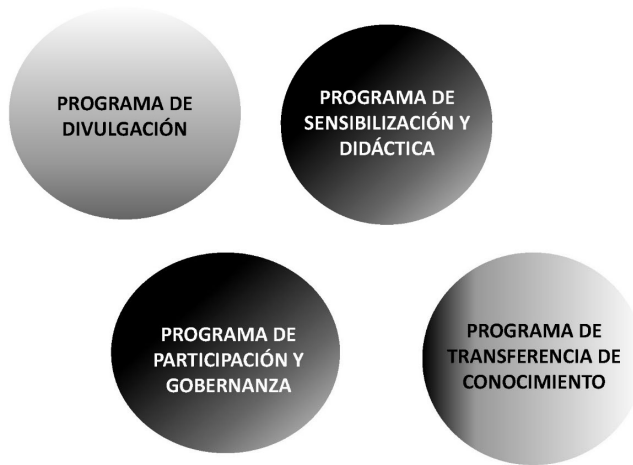 PROGRAMA DE
DIVULGACIÓN
PROGRAMA DE
SENSIBILIZACIÓN Y
DIDÁCTICA
PROGRAMA DE
PARTICIPACIÓN Y
GOBERNANZA
PROGRAMA DE
TRANSFERENCIA DE
CONOCIMIENTO